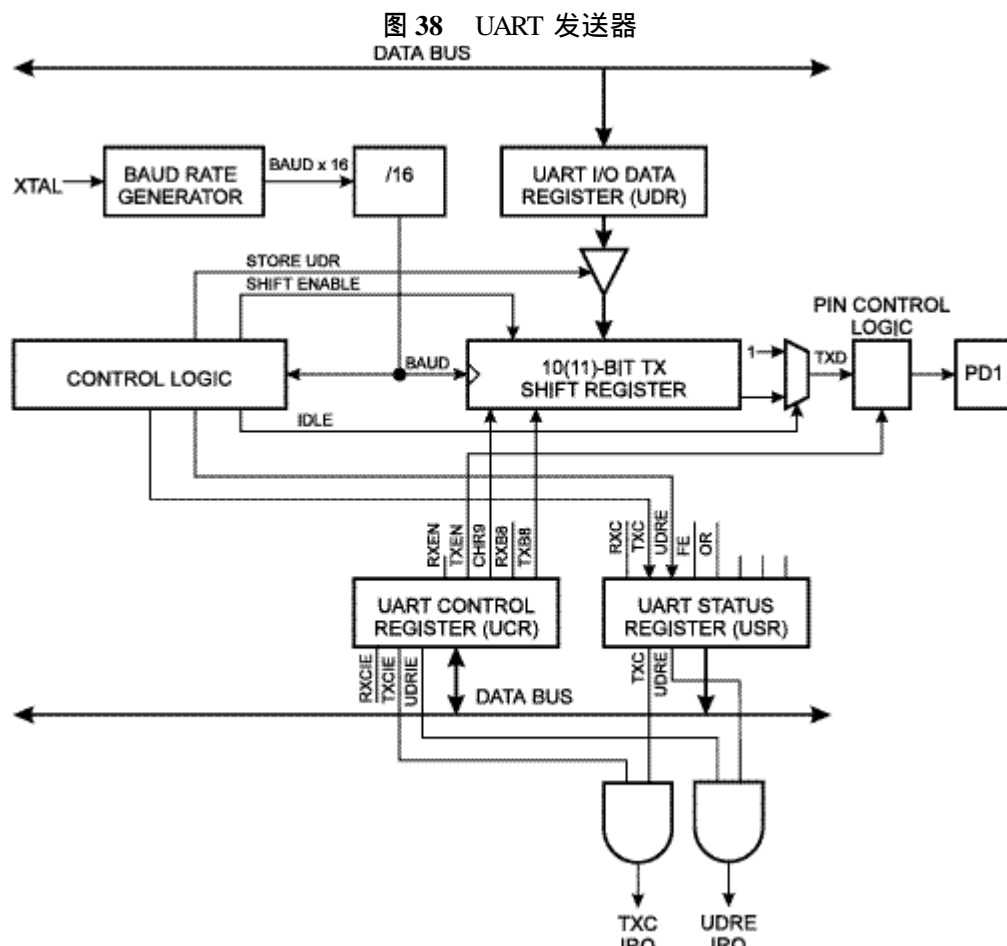 图 38 UART 发送器
DATA BUS
XTAL
BAUD RATE
GENERATOR
BAUD x 16
/16
UART I/O DATA
REGISTER (UDR)
STORE UDR
SHIFT ENABLE
PIN CONTROL
LOGIC
CONTROL LOGIC
BAUD
10(11)-BIT TX
SHIFT REGISTER
1
TXD
PD1
IDLE
RXEN
TXEN
CHR9
RXB8
TXB8
RXC
TXC
UDRE
FE
OR
UART CONTROL
REGISTER (UCR)
UART STATUS
REGISTER (USR)
RXCIE
TXCIE
UDRIE
TXC
UDRE
DATA BUS
TXC
IRQ
UDRE
IRQ